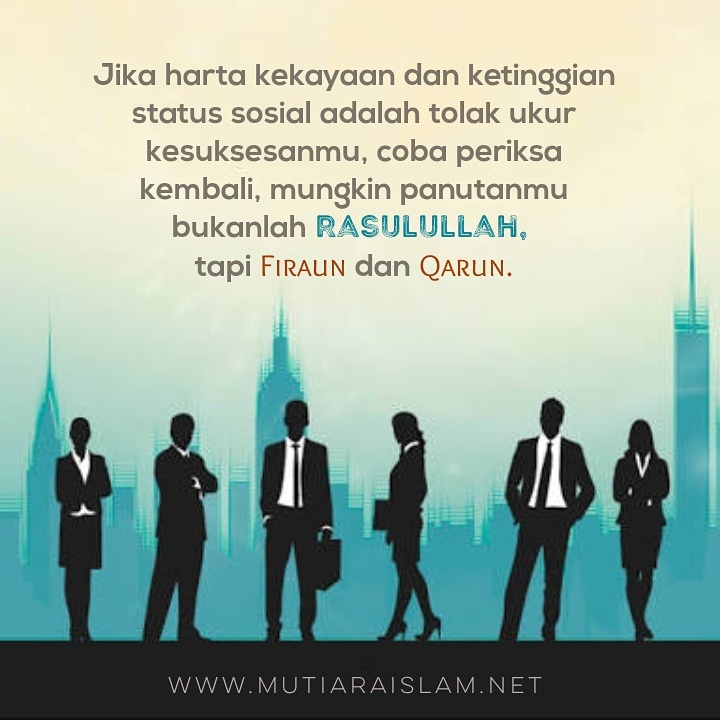 Jika harta kekayaan dan ketinggian
status sosial adalah tolak ukur
kesuksesanmu, coba periksa
kembali, mungkin panutanmu
bukanlah RASULULLAH,
tapi FIRAUN dan QARUN.
WWW.MUTIARAISLAM.NET